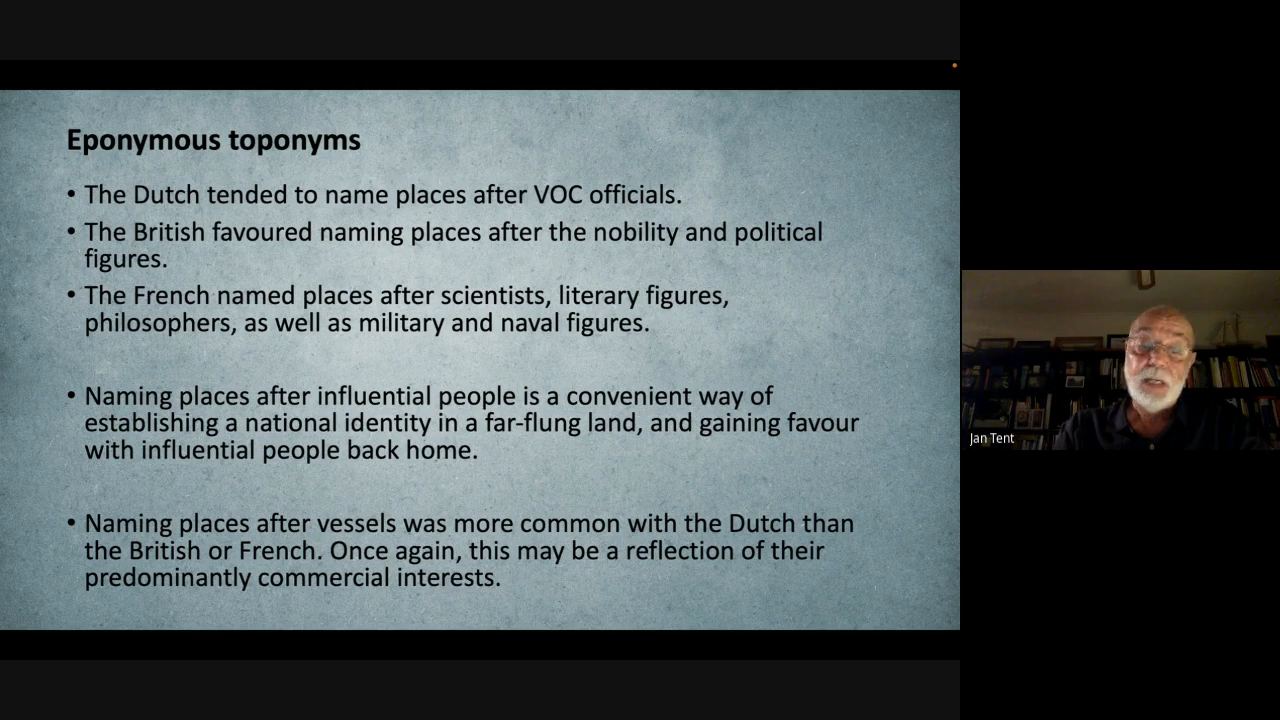 Eponymous toponyms
• The Dutch tended to name places after VOC officials.
• The British favoured naming places after the nobility and political
figures.
• The French named places after scientists, literary figures,
philosophers, as well as military and naval figures.
• Naming places after influential people is a convenient way of
establishing a national identity in a far-flung land, and gaining favour
with influential people back home.
• Naming places after vessels was more common with the Dutch than
the British or French. Once again, this may be a reflection of their
predominantly commercial interests.
Jan Tent